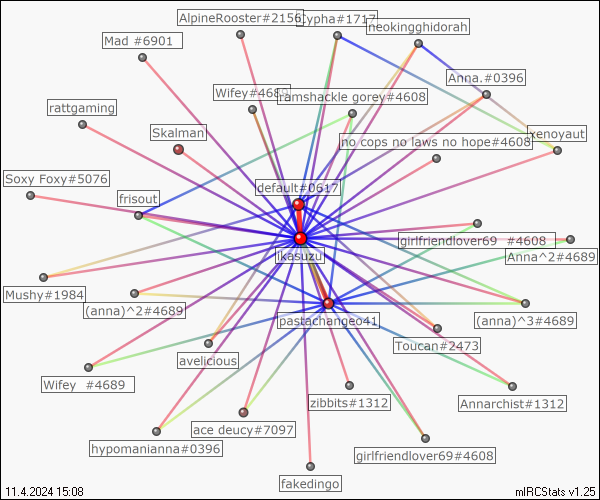 AlpineRooster#2156
Cypha#1717
neokingghidorah
Mad #6901
Anna.#0396
Wifey#4689
ramshackle gorey#4608
rattgaming
Skalman
no cops no laws no hope#4608
xenoyaut
Soxy Foxy#5076
default#0617
frisout
girlfriendlover69 #4608
ikasuzu
Anna^2#4689
Mushy#1984
(anna)^2#4689
pastachangeo41
(anna)^3#4689
Toucan#2473
avelicious
Wifey #4689
zibbits#1312
Annarchist#1312
ace deucy#7097
hypomanianna#0396
girlfriendlover69#4608
fakedingo
11.4.2024 15:08
mIRCStats v1.25